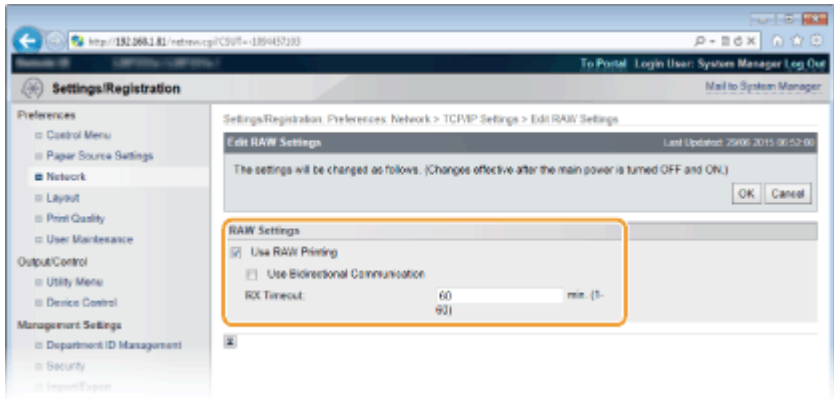 http://192.168.1.81/netrew.cgi?CSUT=-1894457103
To Portal Login User: System Manager Log Out
Settings/Registration
Mail to System Manager
Preferences
Control Menu
Paper Source Settings
Network
Layout
Print Quality
User Maintenance
Output/Control
Utility Menu
Device Control
Management Settings
Department ID Management
Security
Import/Export
Settings/Registration: Preferences: Network > TCP/IP Settings > Edit RAW Settings
Edit RAW Settings
Last Updated: 29/06 2015 06:52:00
The settings will be changed as follows. (Changes effective after the main power is turned OFF and ON.)
OK Cancel
RAW Settings
Use RAW Printing
Use Bidirectional Communication
RX Timeout: 60 min. (1-
60)